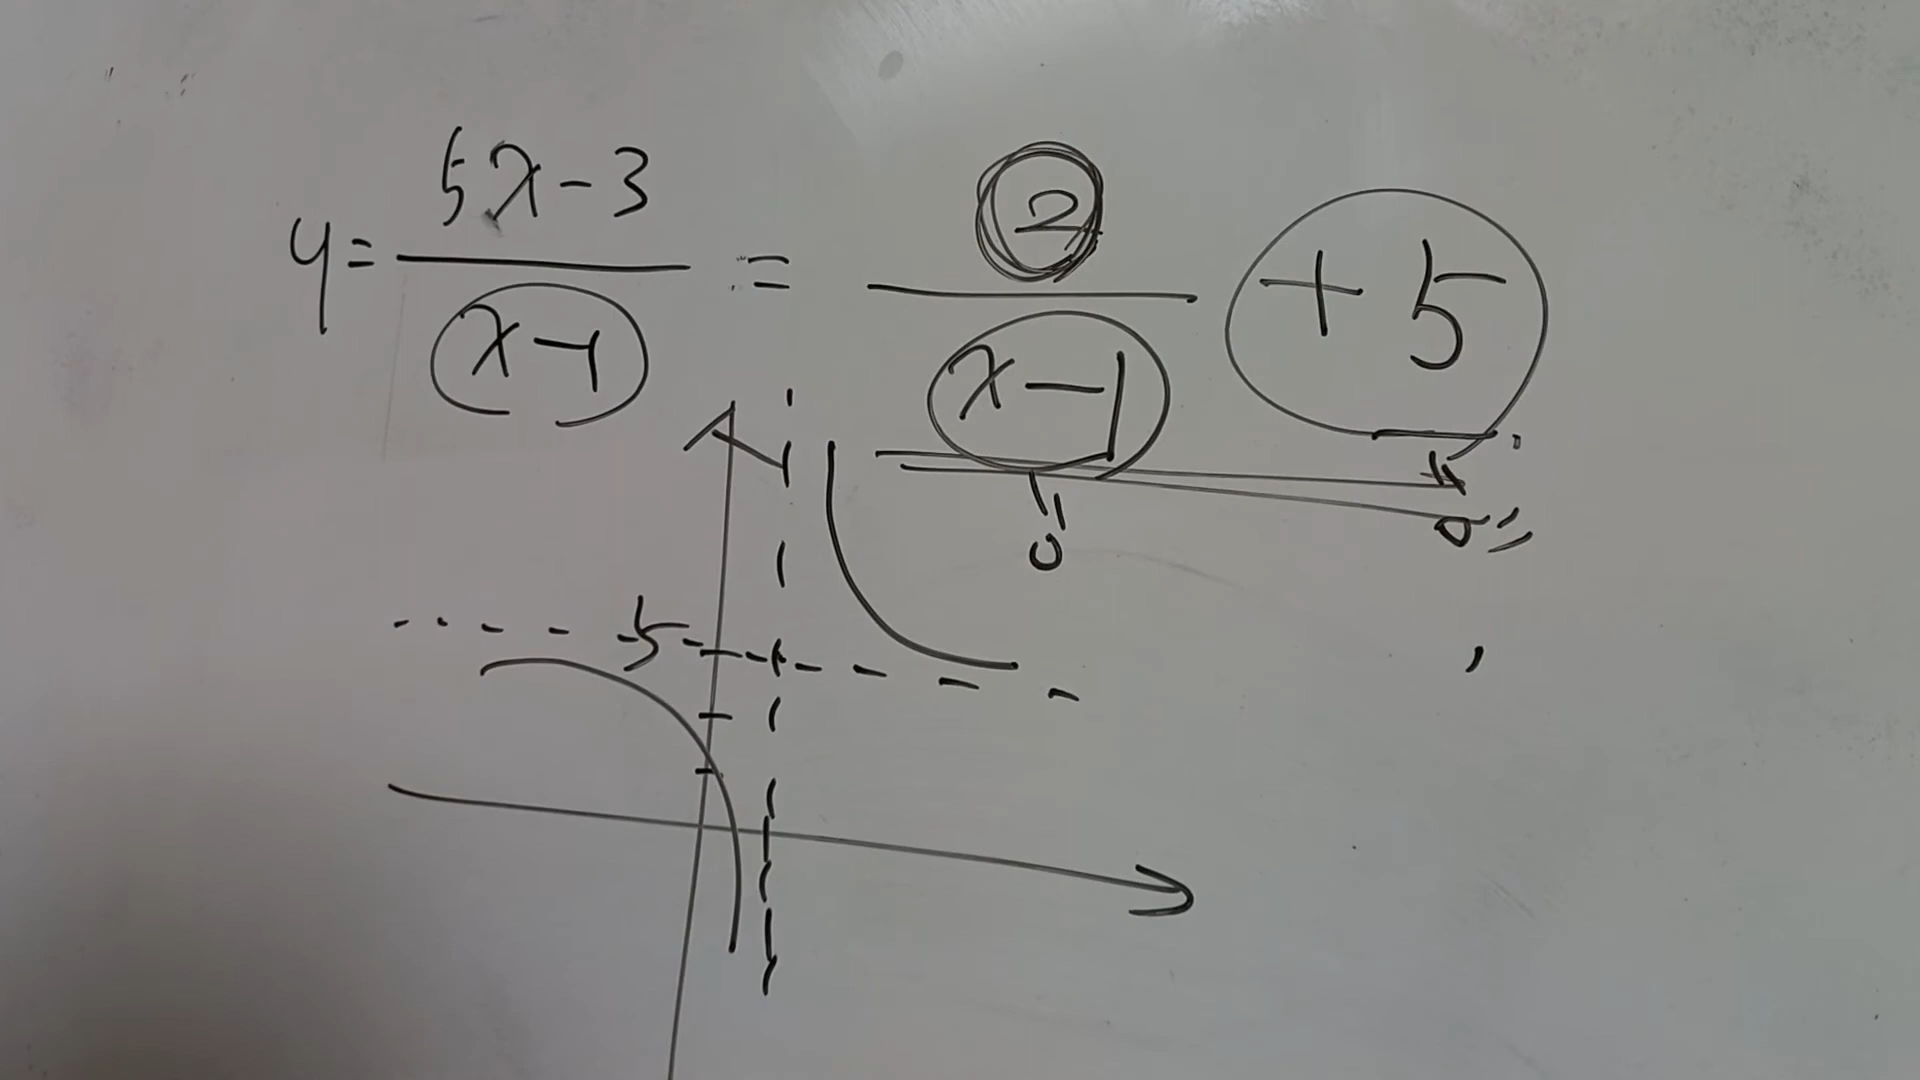 y = 5x-3 / x-1 = 2 / x-1 + 5
0
0
5